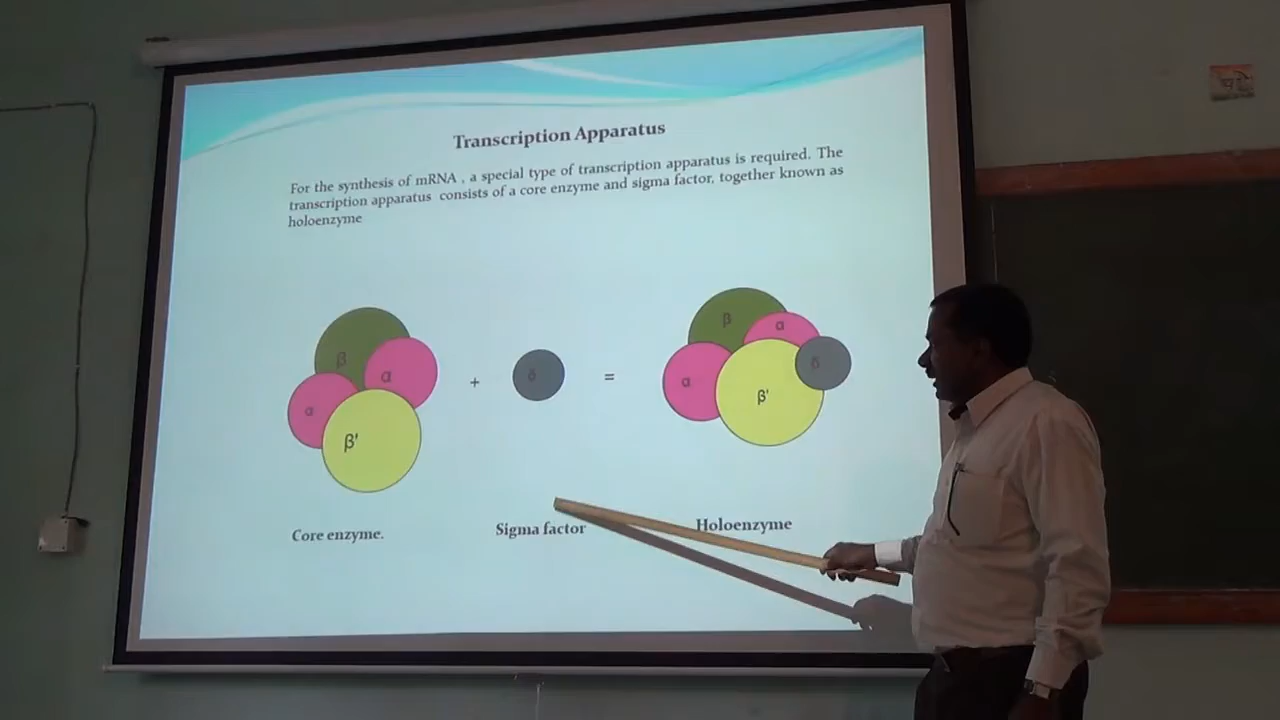 Transcription Apparatus
For the synthesis of mRNA , a special type of transcription apparatus is required. The
transcription apparatus consists of a core enzyme and sigma factor, together known as
holoenzyme
β
α
α
β'
+
δ
=
β
α
α
δ
β'
Core enzyme.
Sigma factor
Holoenzyme